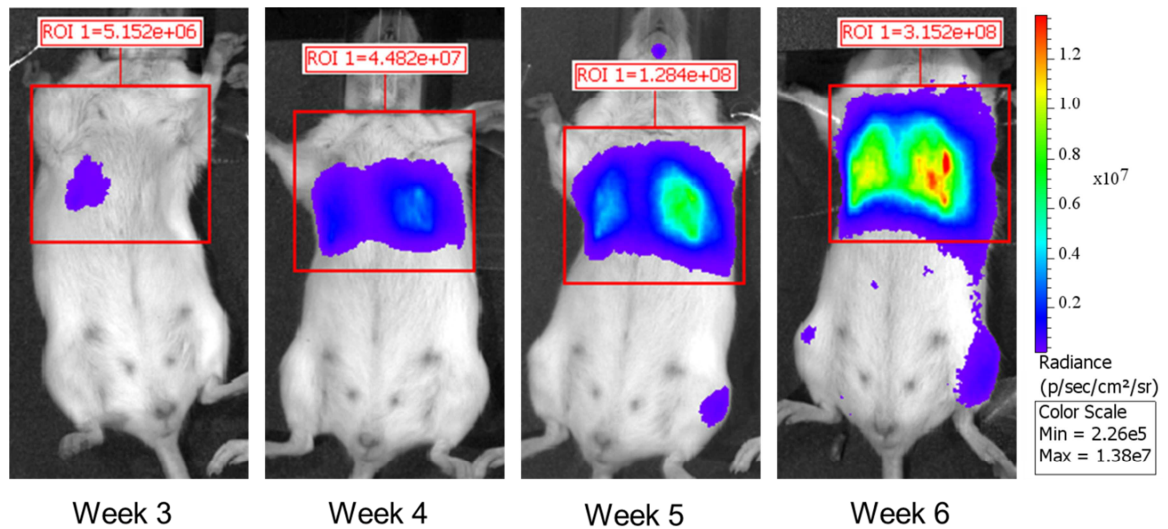 ROI 1=5.152e+06
ROI 1=4.482e+07
ROI 1=1.284e+08
ROI 1=3.152e+08
1.2
1.0
0.8
x10⁷
0.6
0.4
0.2
Radiance
(p/sec/cm²/sr)
Color Scale
Min = 2.26e5
Max = 1.38e7
Week 3
Week 4
Week 5
Week 6